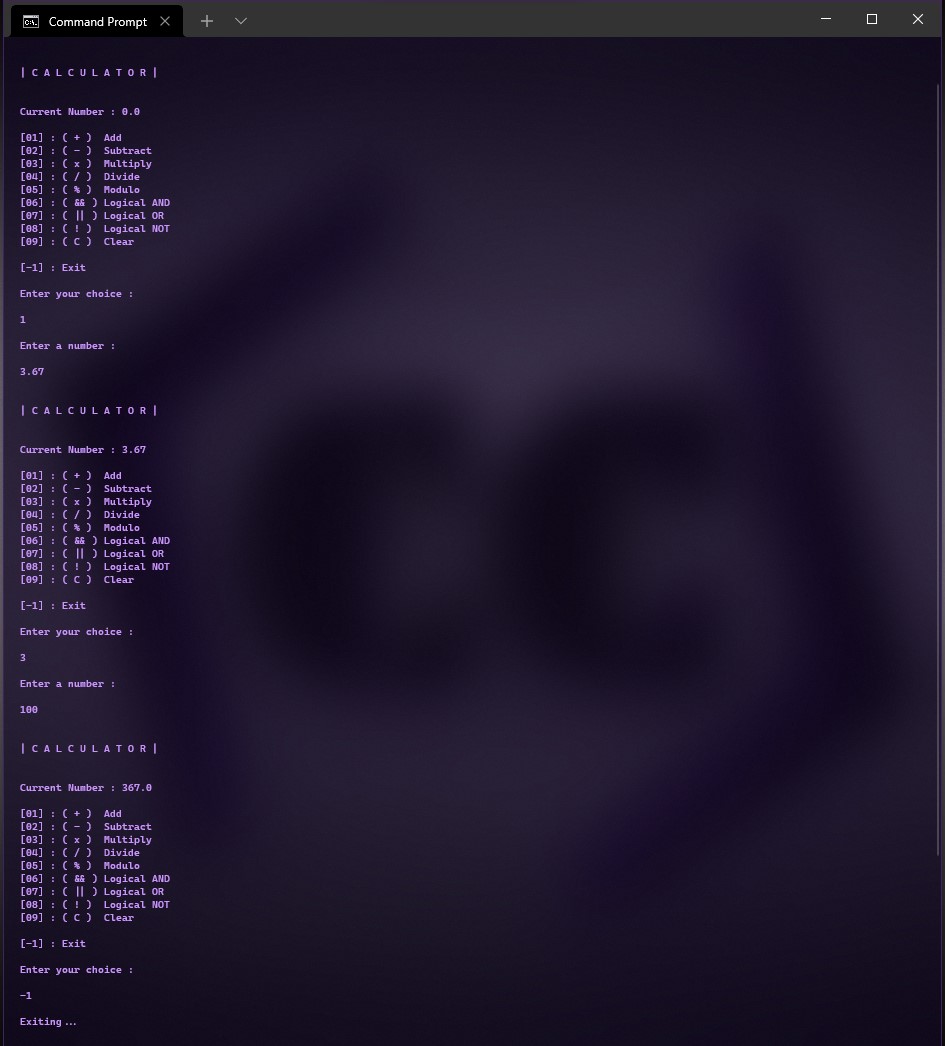 Command Prompt
| C A L C U L A T O R |
Current Number : 0.0
[01] : ( + )  Add
[02] : ( - )  Subtract
[03] : ( x )  Multiply
[04] : ( / )  Divide
[05] : ( % )  Modulo
[06] : ( && ) Logical AND
[07] : ( || ) Logical OR
[08] : ( ! )  Logical NOT
[09] : ( C )  Clear
[-1] : Exit
Enter your choice :
1
Enter a number :
3.67
| C A L C U L A T O R |
Current Number : 3.67
[01] : ( + )  Add
[02] : ( - )  Subtract
[03] : ( x )  Multiply
[04] : ( / )  Divide
[05] : ( % )  Modulo
[06] : ( && ) Logical AND
[07] : ( || ) Logical OR
[08] : ( ! )  Logical NOT
[09] : ( C )  Clear
[-1] : Exit
Enter your choice :
3
Enter a number :
100
| C A L C U L A T O R |
Current Number : 367.0
[01] : ( + )  Add
[02] : ( - )  Subtract
[03] : ( x )  Multiply
[04] : ( / )  Divide
[05] : ( % )  Modulo
[06] : ( && ) Logical AND
[07] : ( || ) Logical OR
[08] : ( ! )  Logical NOT
[09] : ( C )  Clear
[-1] : Exit
Enter your choice :
-1
Exiting...
CC